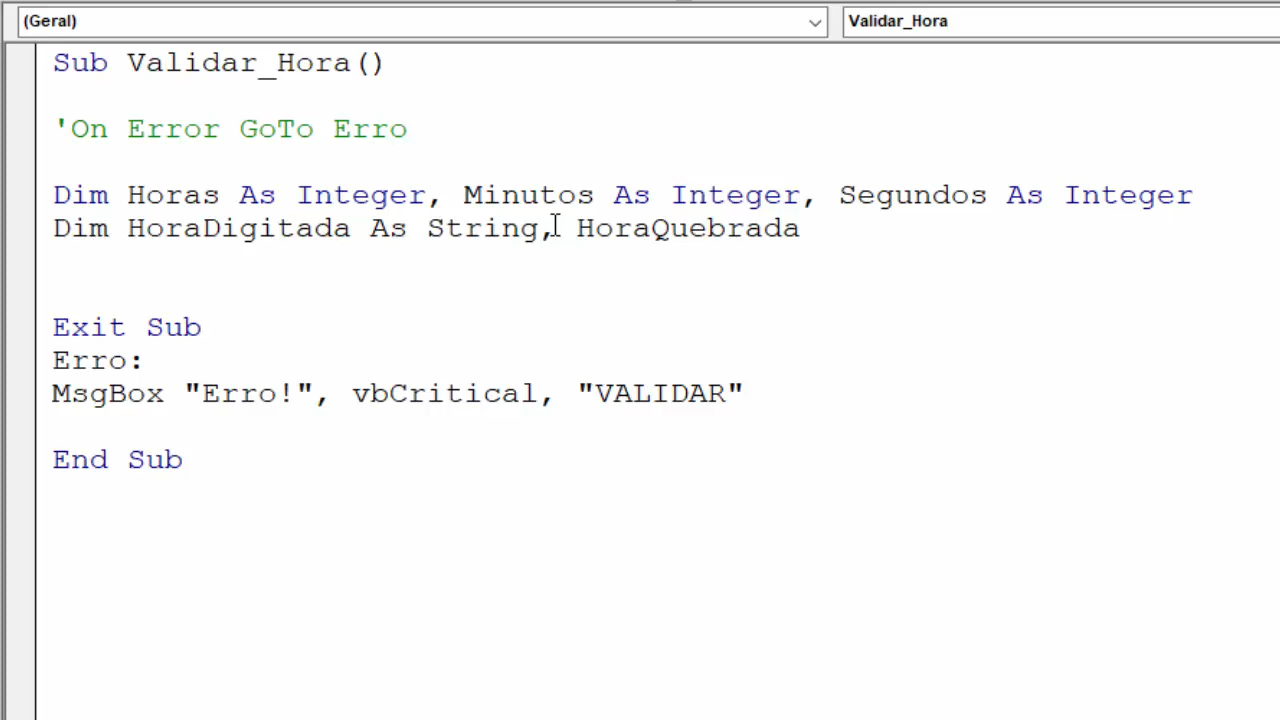 (Geral) Validar_Hora
Sub Validar_Hora()
'On Error GoTo Erro
Dim Horas As Integer, Minutos As Integer, Segundos As Integer
Dim HoraDigitada As String, HoraQuebrada
Exit Sub
Erro:
MsgBox "Erro!", vbCritical, "VALIDAR"
End Sub